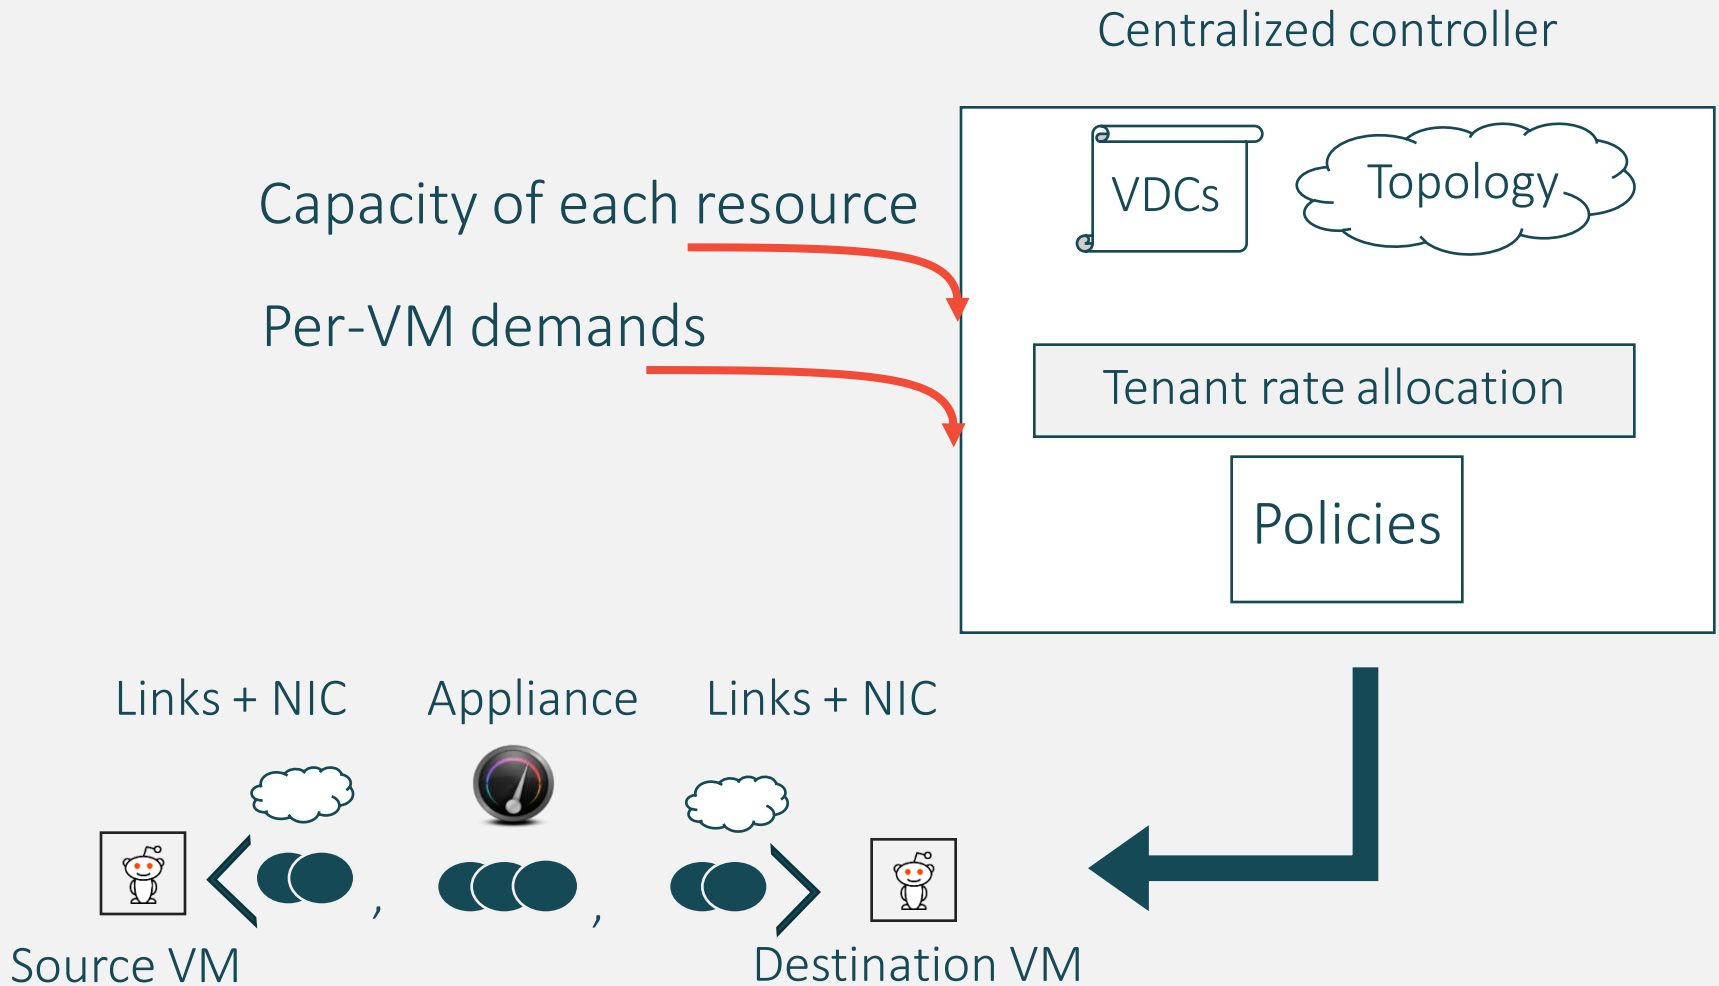 Centralized controller
VDCs
Topology
Capacity of each resource
Per-VM demands
Tenant rate allocation
Policies
Links + NIC
Appliance
Links + NIC
, ,
Source VM
Destination VM